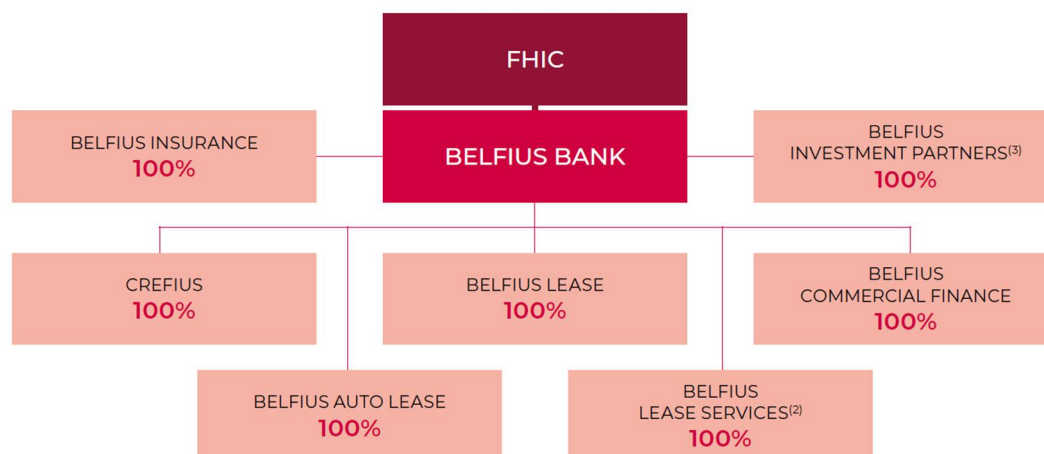 FHIC
BELFIUS INSURANCE
100%
BELFIUS BANK
BELFIUS
INVESTMENT PARTNERS(3)
100%
CREFIUS
100%
BELFIUS LEASE
100%
BELFIUS
COMMERCIAL FINANCE
100%
BELFIUS AUTO LEASE
100%
BELFIUS
LEASE SERVICES(2)
100%